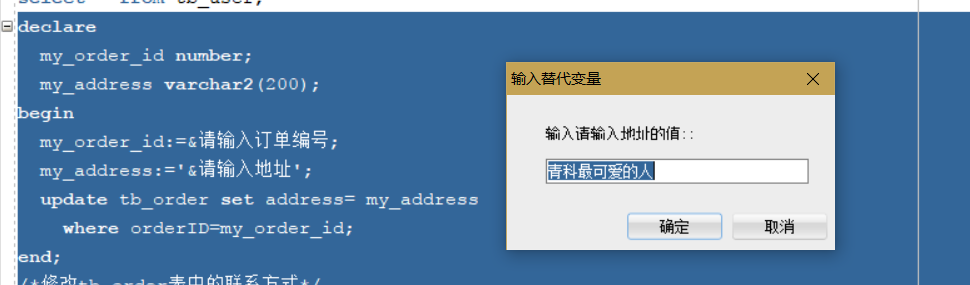 select * from tb_user;
declare
my_order_id number;
my_address varchar2(200);
begin
my_order_id:=&请输入订单编号;
my_address:='&请输入地址';
update tb_order set address= my_address
where orderID=my_order_id;
end;
/*修改tb_order表中的联系方式*/
输入替代变量
输入请输入地址的值::
青科最可爱的人
确定
取消